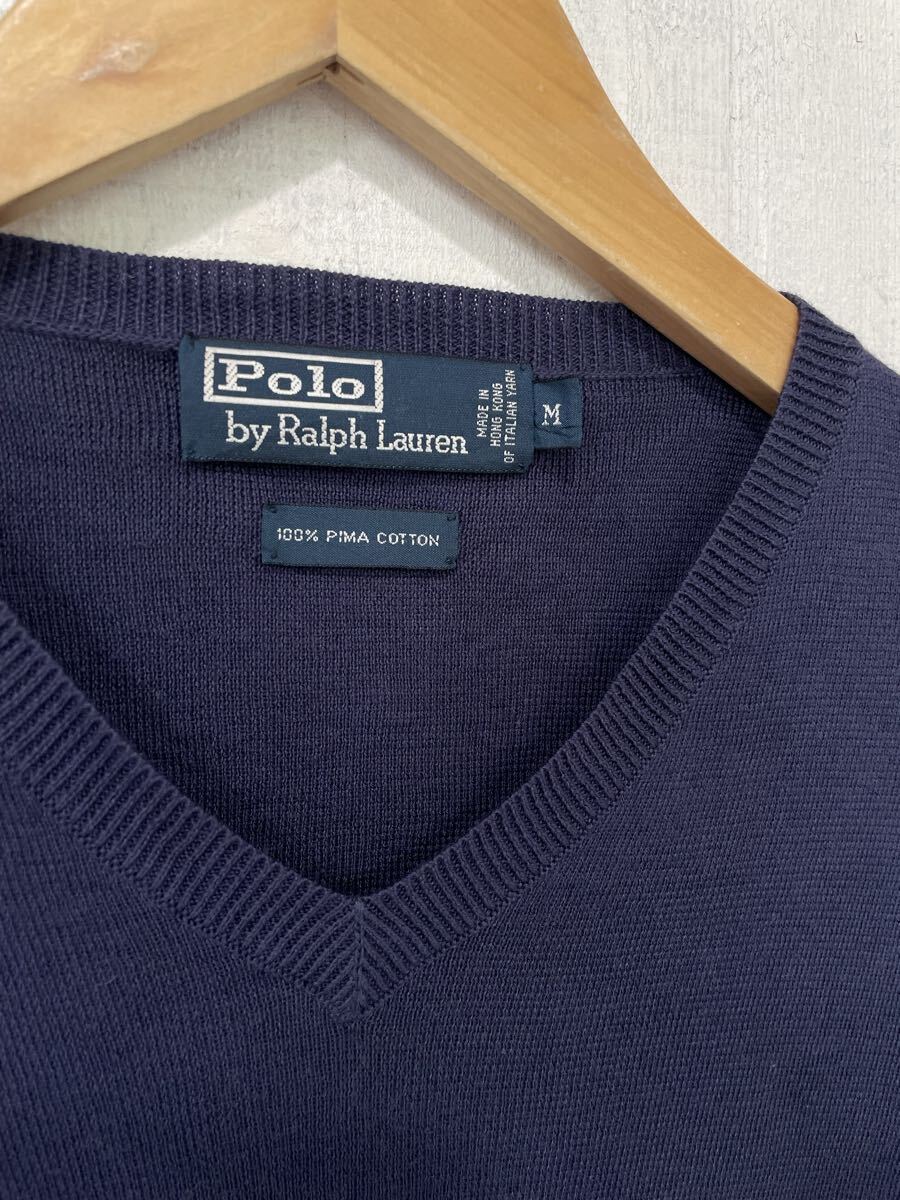 Polo
by Ralph Lauren
MADE IN
HONG KONG
OF ITALIAN YARN
M
100% PIMA COTTON